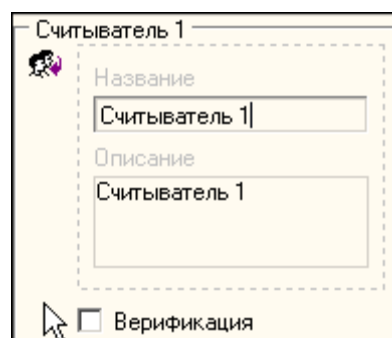 Считыватель 1
Название
Считыватель 1
Описание
Считыватель 1
Верификация